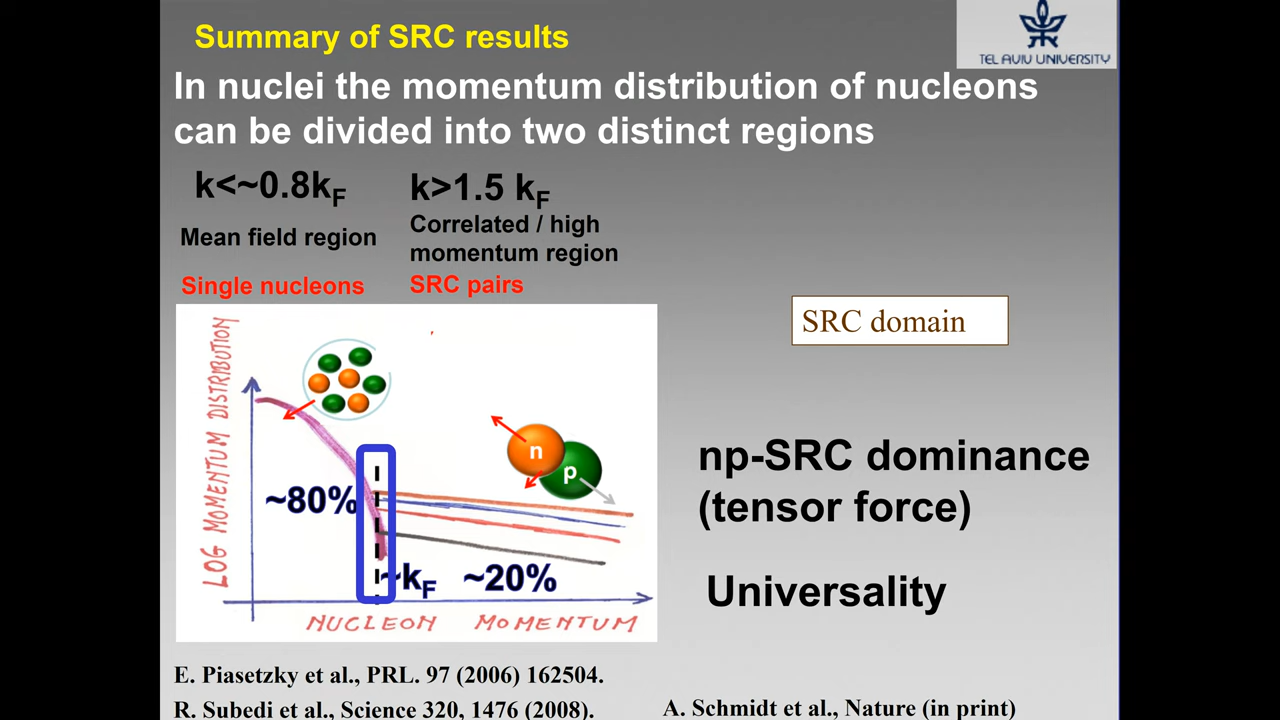 Summary of SRC results
TEL AVIV UNIVERSITY
In nuclei the momentum distribution of nucleons
can be divided into two distinct regions
k<~0.8kF
k>1.5 kF
Mean field region
Correlated / high
momentum region
Single nucleons
SRC pairs
SRC domain
LOG MOMENTUM DISTRIBUTION
n
p
~80%
~kF
~20%
NUCLEON MOMENTUM
np-SRC dominance
(tensor force)
Universality
E. Piasetzky et al., PRL. 97 (2006) 162504.
R. Subedi et al., Science 320, 1476 (2008).
A. Schmidt et al., Nature (in print)